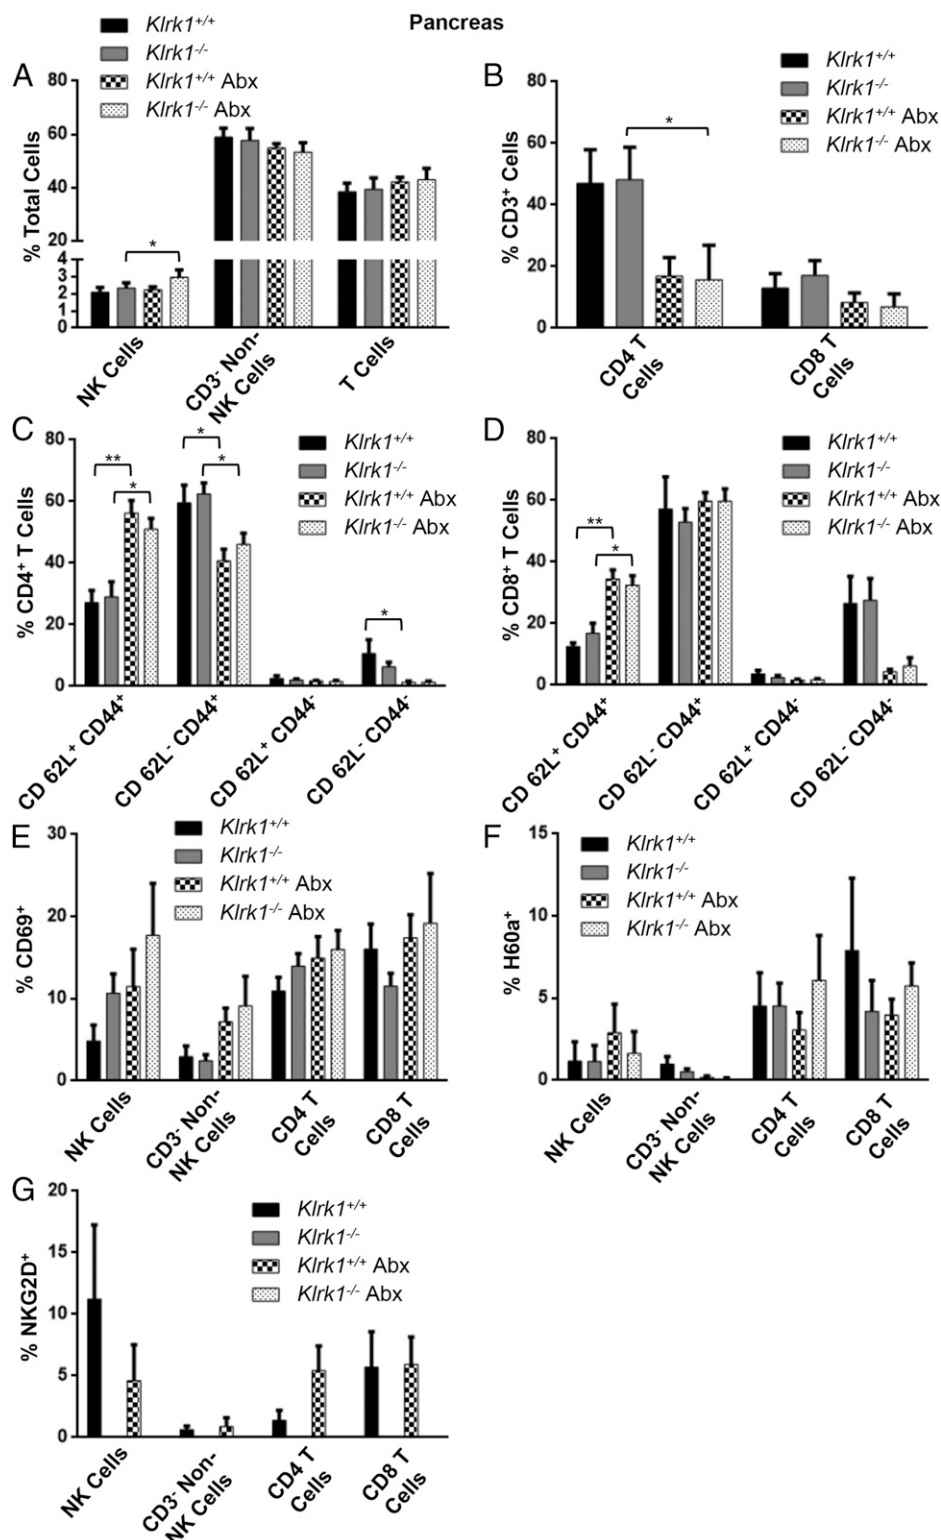 Pancreas
A
Klrk1+/+
Klrk1-/-
Klrk1+/+ Abx
Klrk1-/- Abx
% Total Cells
80
60
40
20
4
3
2
1
0
*
NK Cells
CD3- Non-
NK Cells
T Cells
B
Klrk1+/+
Klrk1-/-
Klrk1+/+ Abx
Klrk1-/- Abx
% CD3+ Cells
80
60
40
20
0
*
CD4 T
Cells
CD8 T
Cells
C
Klrk1+/+
Klrk1-/-
Klrk1+/+ Abx
Klrk1-/- Abx
% CD4+ T Cells
80
60
40
20
0
**
*
*
*
*
CD 62L+ CD44+
CD 62L- CD44+
CD 62L+ CD44-
CD 62L- CD44-
D
Klrk1+/+
Klrk1-/-
Klrk1+/+ Abx
Klrk1-/- Abx
% CD8+ T Cells
80
60
40
20
0
**
*
CD 62L+ CD44+
CD 62L- CD44+
CD 62L+ CD44-
CD 62L- CD44-
E
Klrk1+/+
Klrk1-/-
Klrk1+/+ Abx
Klrk1-/- Abx
% CD69+
30
20
10
0
NK Cells
CD3- Non-
NK Cells
CD4 T
Cells
CD8 T
Cells
F
Klrk1+/+
Klrk1-/-
Klrk1+/+ Abx
Klrk1-/- Abx
% H60a+
15
10
5
0
NK Cells
CD3- Non-
NK Cells
CD4 T
Cells
CD8 T
Cells
G
Klrk1+/+
Klrk1-/-
Klrk1+/+ Abx
Klrk1-/- Abx
% NKG2D+
20
15
10
5
0
NK Cells
CD3- Non-
NK Cells
CD4 T
Cells
CD8 T
Cells